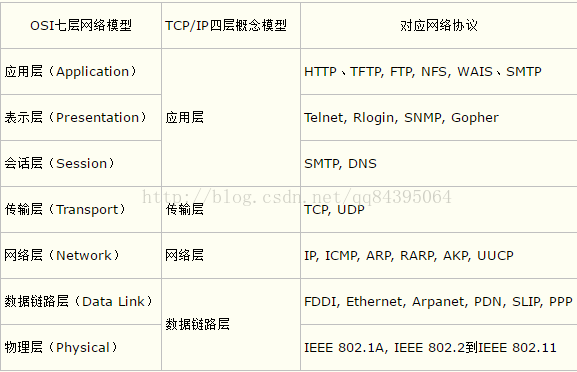 OSI七层网络模型 TCP/IP四层概念模型 对应网络协议
应用层（Application） HTTP、TFTP, FTP, NFS, WAIS、SMTP
表示层（Presentation） 应用层 Telnet, Rlogin, SNMP, Gopher
会话层（Session） SMTP, DNS
http://blog.csdn.net/qq84395064
传输层（Transport） 传输层 TCP, UDP
网络层（Network） 网络层 IP, ICMP, ARP, RARP, AKP, UUCP
数据链路层（Data Link） FDDI, Ethernet, Arpanet, PDN, SLIP, PPP
数据链路层
物理层（Physical） IEEE 802.1A, IEEE 802.2到IEEE 802.11